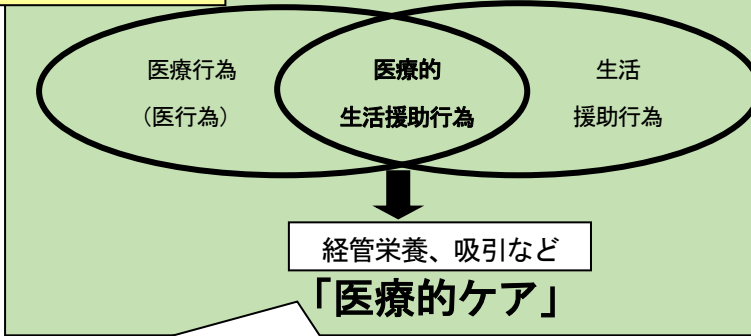 医療行為
(医行為)
医療的
生活援助行為
生活
援助行為
経管栄養、吸引など
「医療的ケア」